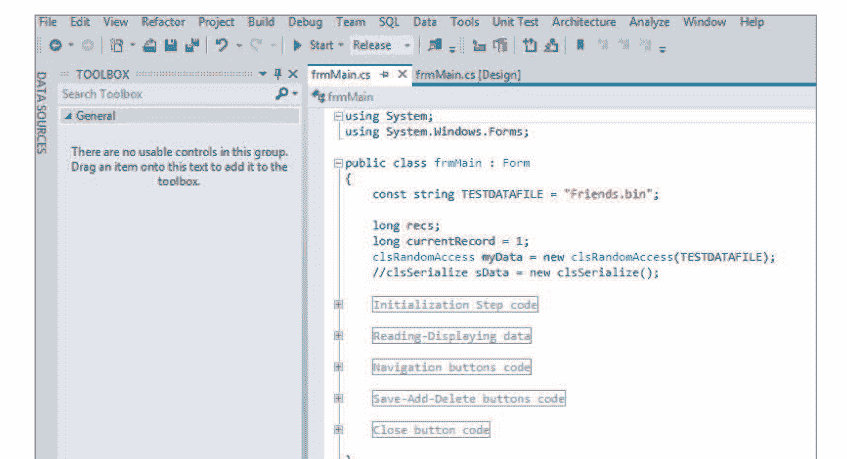 File Edit View Refactor Project Build Debug Team SQL Data Tools Unit Test Architecture Analyze Window Help
Start Release
DATA SOURCES
TOOLBOX
Search Toolbox
General
There are no usable controls in this group.
Drag an item onto this text to add it to the
toolbox.
frmMain.cs frmMain.cs [Design]
frmMain
using System;
using System.Windows.Forms;
public class frmMain : Form
{
const string TESTDATAFILE = "Friends.bin";
long recs;
long currentRecord = 1;
clsRandomAccess myData = new clsRandomAccess(TESTDATAFILE);
//clsSerialize sData = new clsSerialize();
Initialization Step code
Reading-Displaying data
Navigation buttons code
Save-Add-Delete buttons code
Close button code